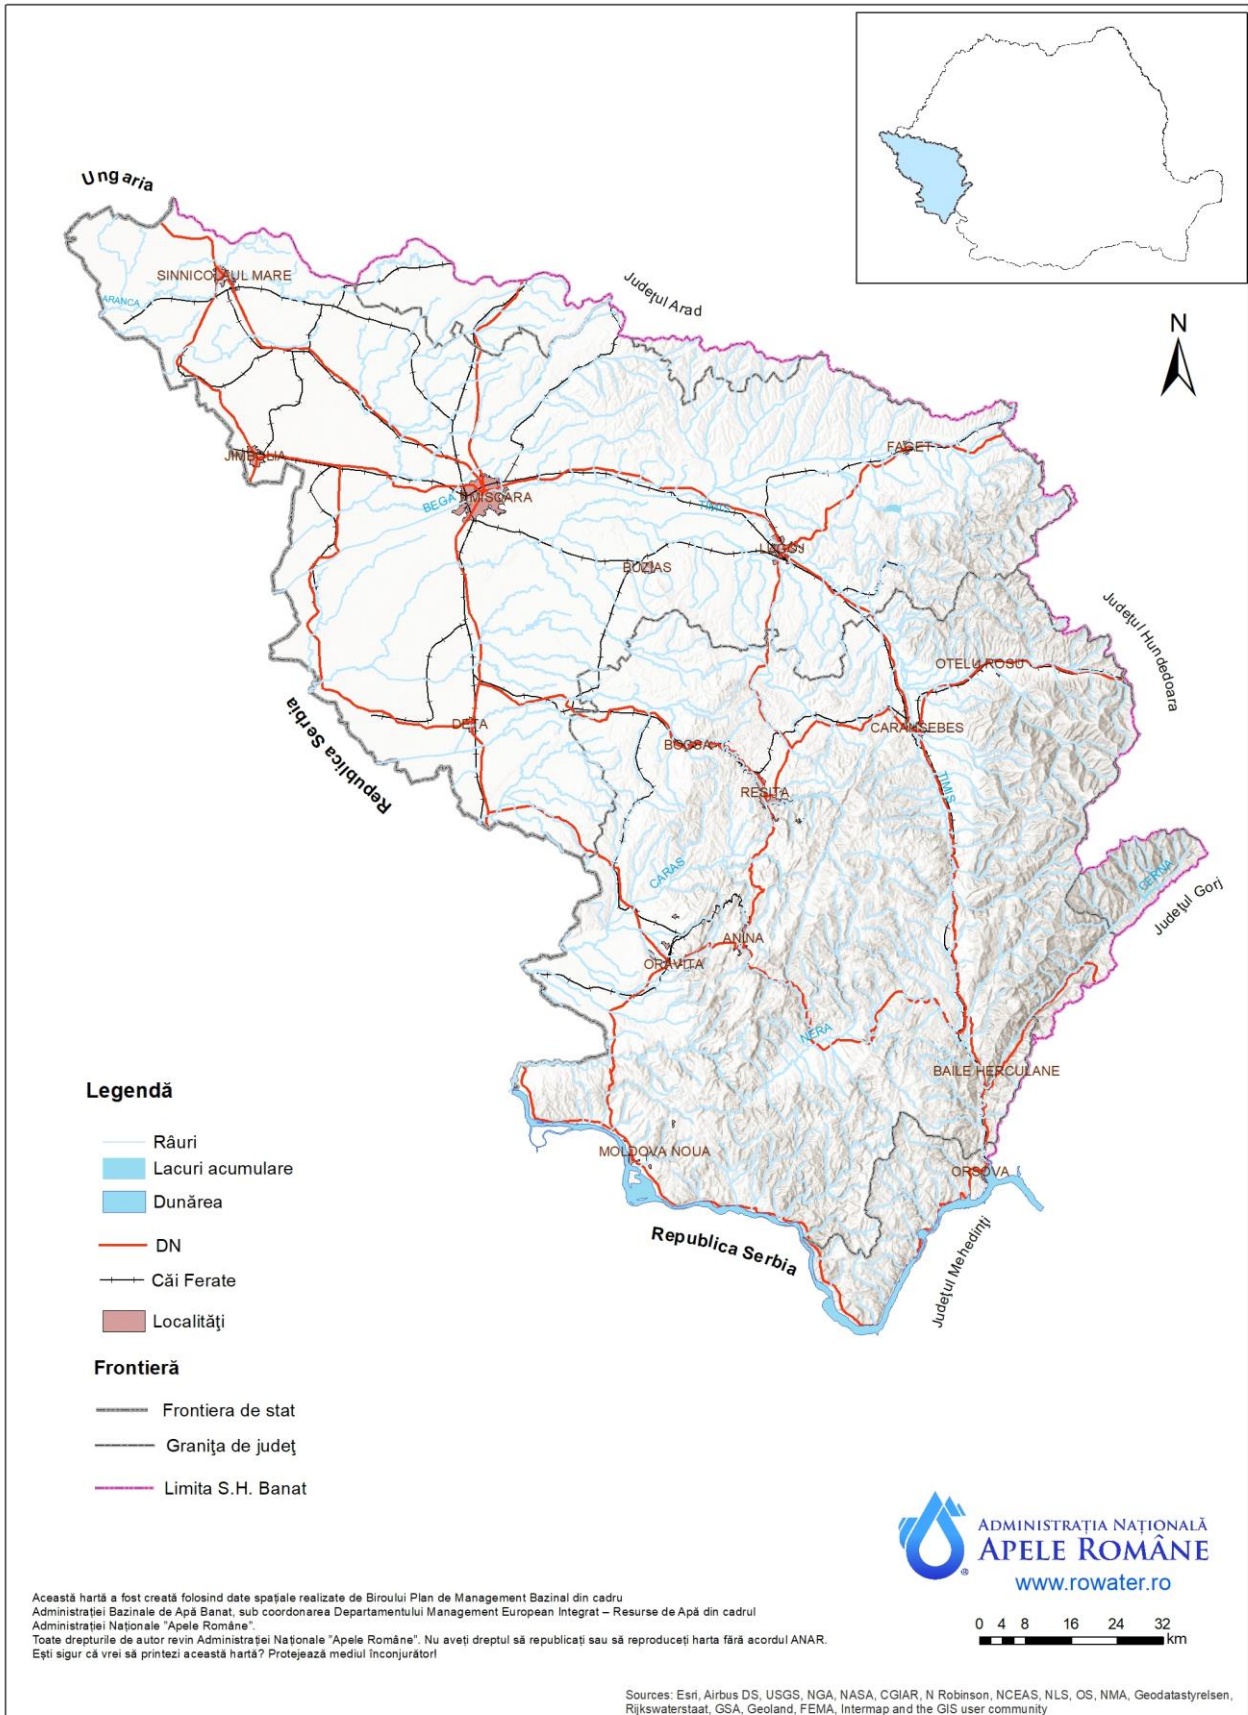 Ungaria
SINNICOLAUL MARE
ARANCA
Județul Arad
N
JIMBOLIA
FAGET
BEGA
TIMIS
LUGOJ
BUZIAS
Județul Hundedoara
OTELU ROSU
Republica Serbia
DETA
CARANSEBES
BOCSA
TIMIS
RESITA
CARAS
CERNA
Județul Gorj
ANINA
ORAVITA
NERA
BAILE HERCULANE
MOLDOVA NOUA
ORSOVA
Republica Serbia
Județul Mehedinți
Legendă
Râuri
Lacuri acumulare
Dunărea
DN
Căi Ferate
Localităţi
Frontieră
Frontiera de stat
Graniţa de judeţ
Limita S.H. Banat
ADMINISTRAȚIA NAȚIONALĂ
APELE ROMÂNE
®
www.rowater.ro
0 4 8 16 24 32
km
Această hartă a fost creată folosind date spațiale realizate de Biroului Plan de Management Bazinal din cadru
Administrației Bazinale de Apă Banat, sub coordonarea Departamentului Management European Integrat – Resurse de Apă din cadrul
Administrației Naționale "Apele Române".
Toate drepturile de autor revin Administrației Naționale "Apele Române". Nu aveți dreptul să republicați sau să reproduceți harta fără acordul ANAR.
Ești sigur că vrei să printezi această hartă? Protejează mediul înconjurător!
Sources: Esri, Airbus DS, USGS, NGA, NASA, CGIAR, N Robinson, NCEAS, NLS, OS, NMA, Geodatastyrelsen,
Rijkswaterstaat, GSA, Geoland, FEMA, Intermap and the GIS user community